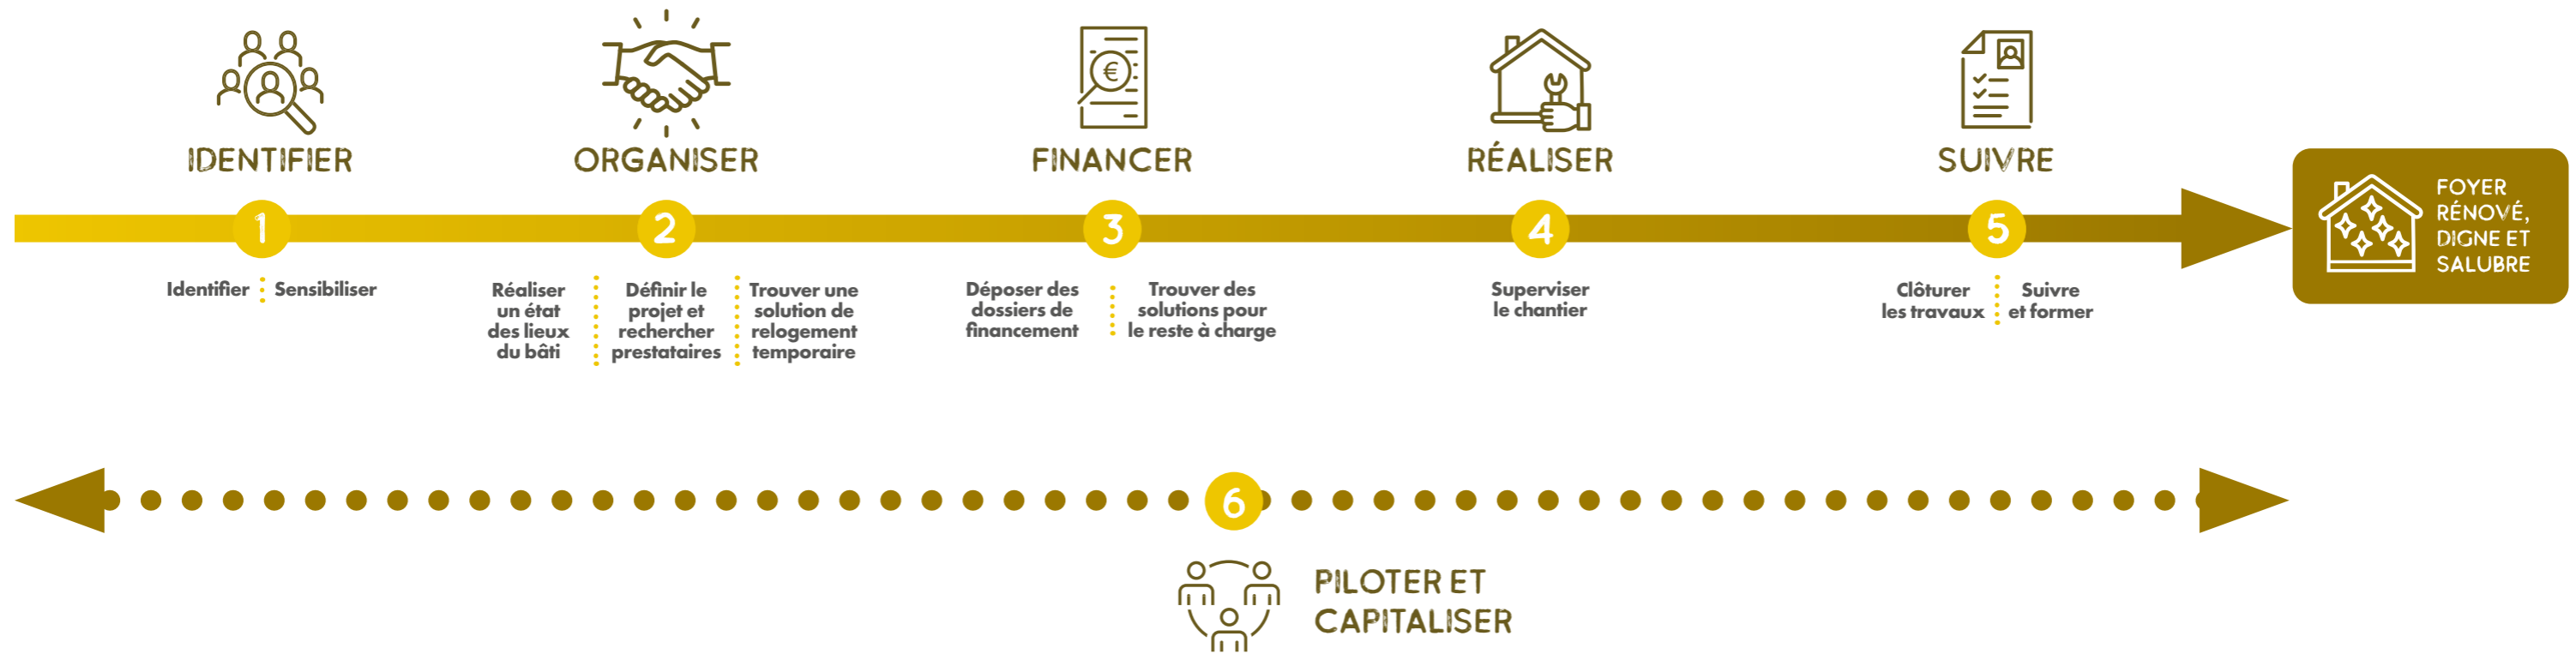 IDENTIFIER
ORGANISER
FINANCER
RÉALISER
SUIVRE
1
2
3
4
5
Identifier
Sensibiliser
Réaliser
un état
des lieux
du bâti
Définir le
projet et
rechercher
prestataires
Trouver une
solution de
relogement
temporaire
Déposer des
dossiers de
financement
Trouver des
solutions pour
le reste à charge
Superviser
le chantier
Clôturer
les travaux
Suivre
et former
FOYER
RÉNOVÉ,
DIGNE ET
SALUBRE
6
PILOTER ET
CAPITALISER
€